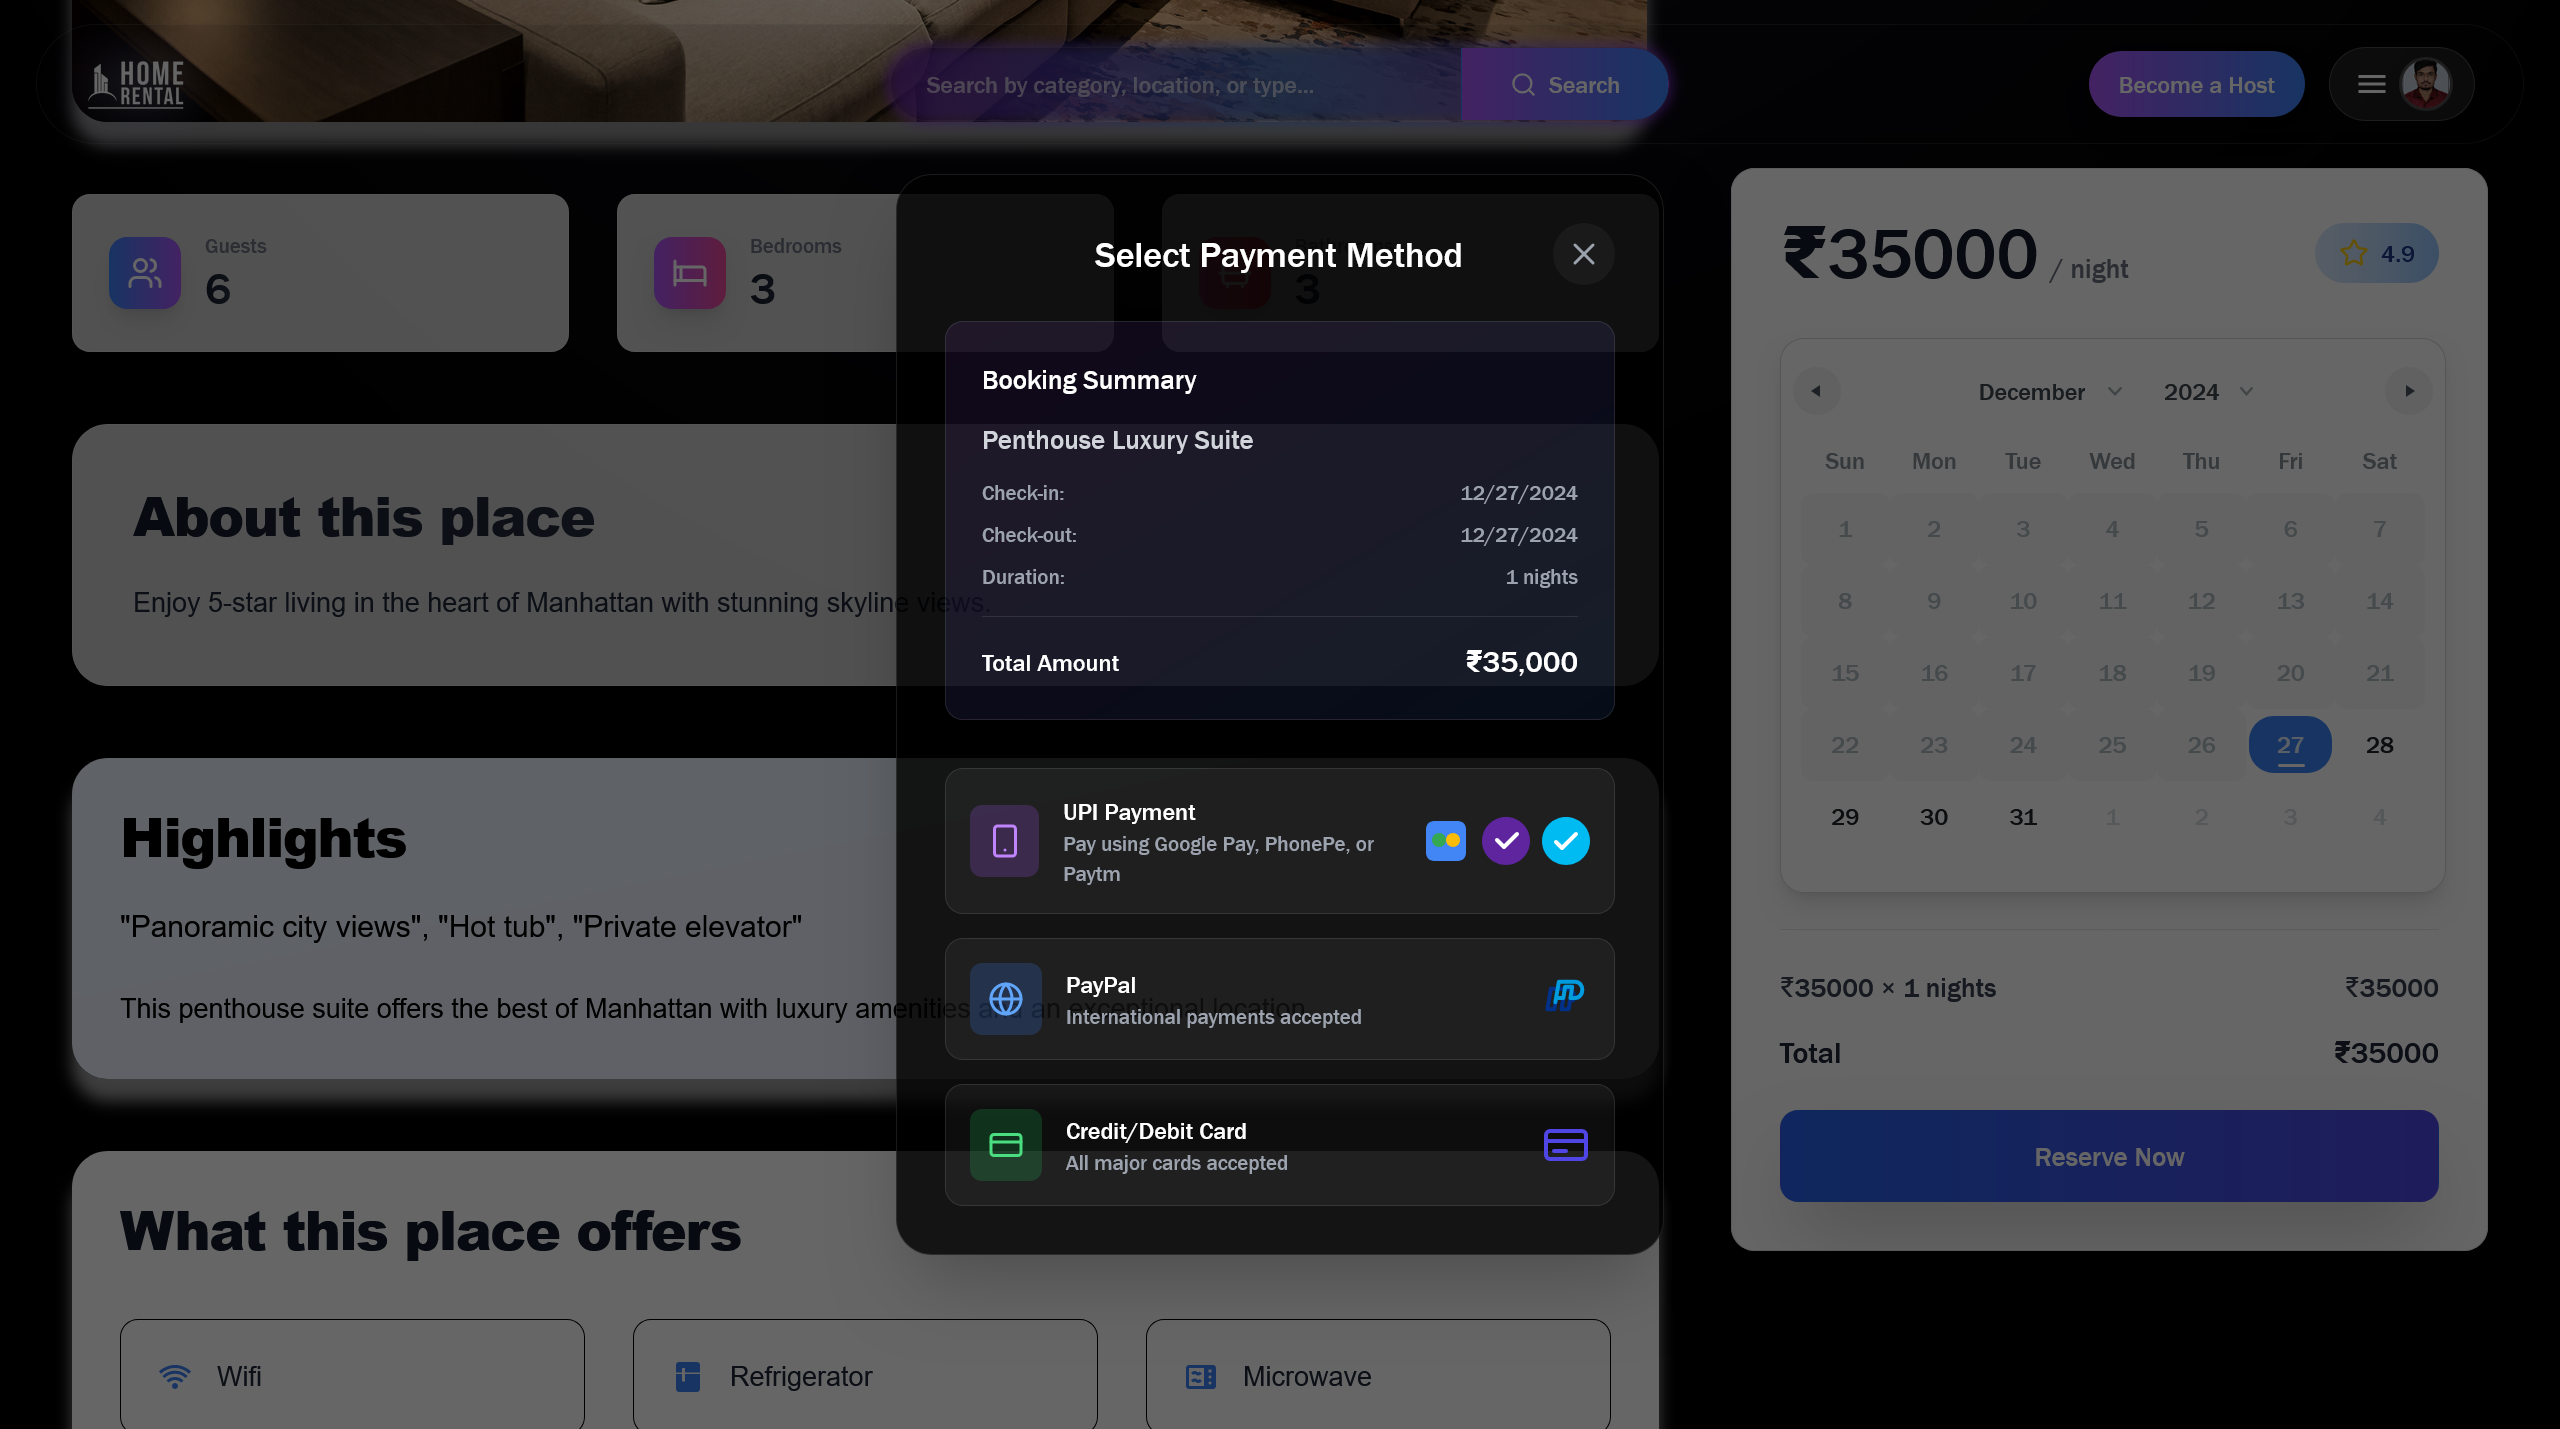 HOME
RENTAL
Search by category, location, or type...
Search
Become a Host
Guests
6
Bedrooms
3
3
Select Payment Method
Booking Summary
Penthouse Luxury Suite
Check-in: 12/27/2024
Check-out: 12/27/2024
Duration: 1 nights
Total Amount ₹35,000
UPI Payment
Pay using Google Pay, PhonePe, or
Paytm
PayPal
International payments accepted
Credit/Debit Card
All major cards accepted
About this place
Enjoy 5-star living in the heart of Manhattan with stunning skyline views.
Highlights
"Panoramic city views", "Hot tub", "Private elevator"
This penthouse suite offers the best of Manhattan with luxury amenities and an exceptional location
What this place offers
Wifi
Refrigerator
Microwave
₹35000 / night
4.9
December 2024
Sun Mon Tue Wed Thu Fri Sat
1 2 3 4 5 6 7
8 9 10 11 12 13 14
15 16 17 18 19 20 21
22 23 24 25 26 27 28
29 30 31 1 2 3 4
₹35000 × 1 nights ₹35000
Total ₹35000
Reserve Now